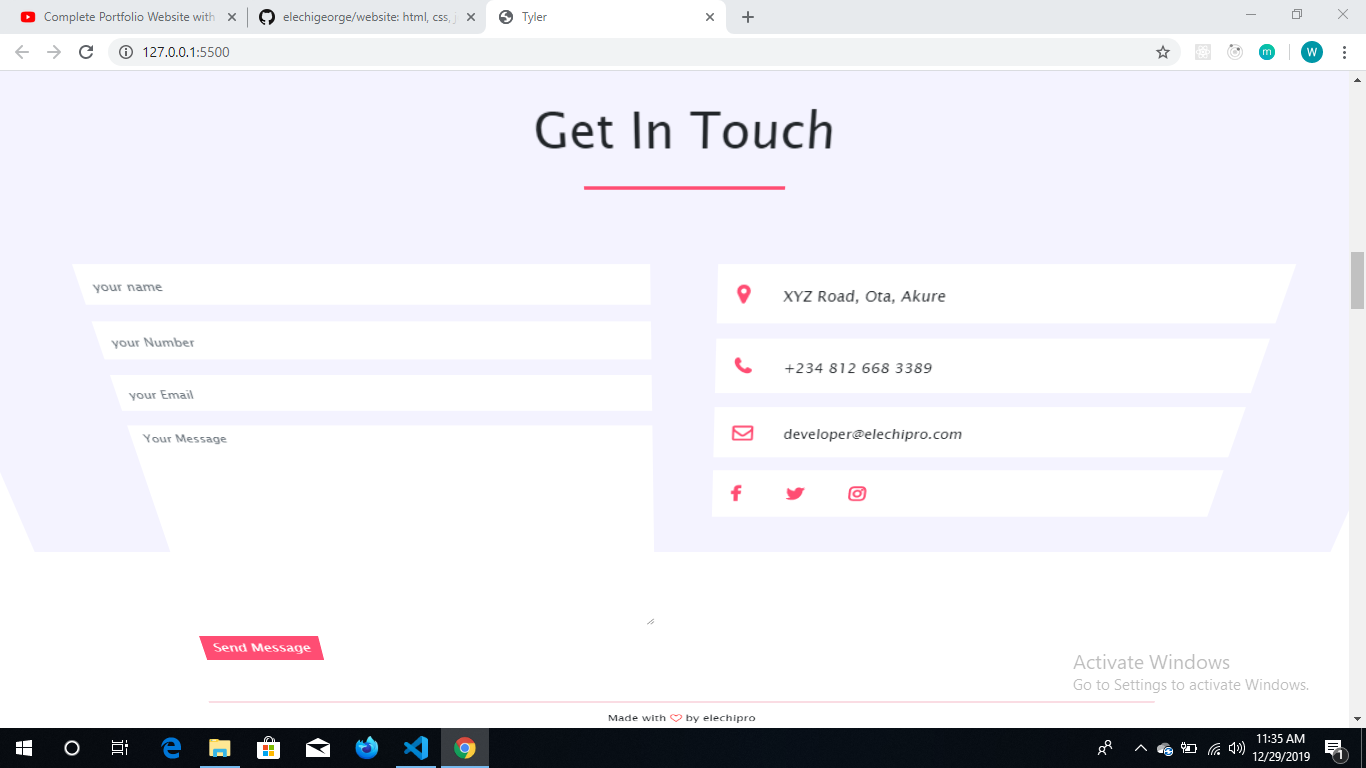 Complete Portfolio Website with
elechigeorge/website: html, css, j
Tyler
127.0.0.1:5500
m
W
Get In Touch
your name
your Number
your Email
Your Message
Send Message
XYZ Road, Ota, Akure
+234 812 668 3389
developer@elechipro.com
Activate Windows
Go to Settings to activate Windows.
Made with by elechipro
11:35 AM
12/29/2019
1